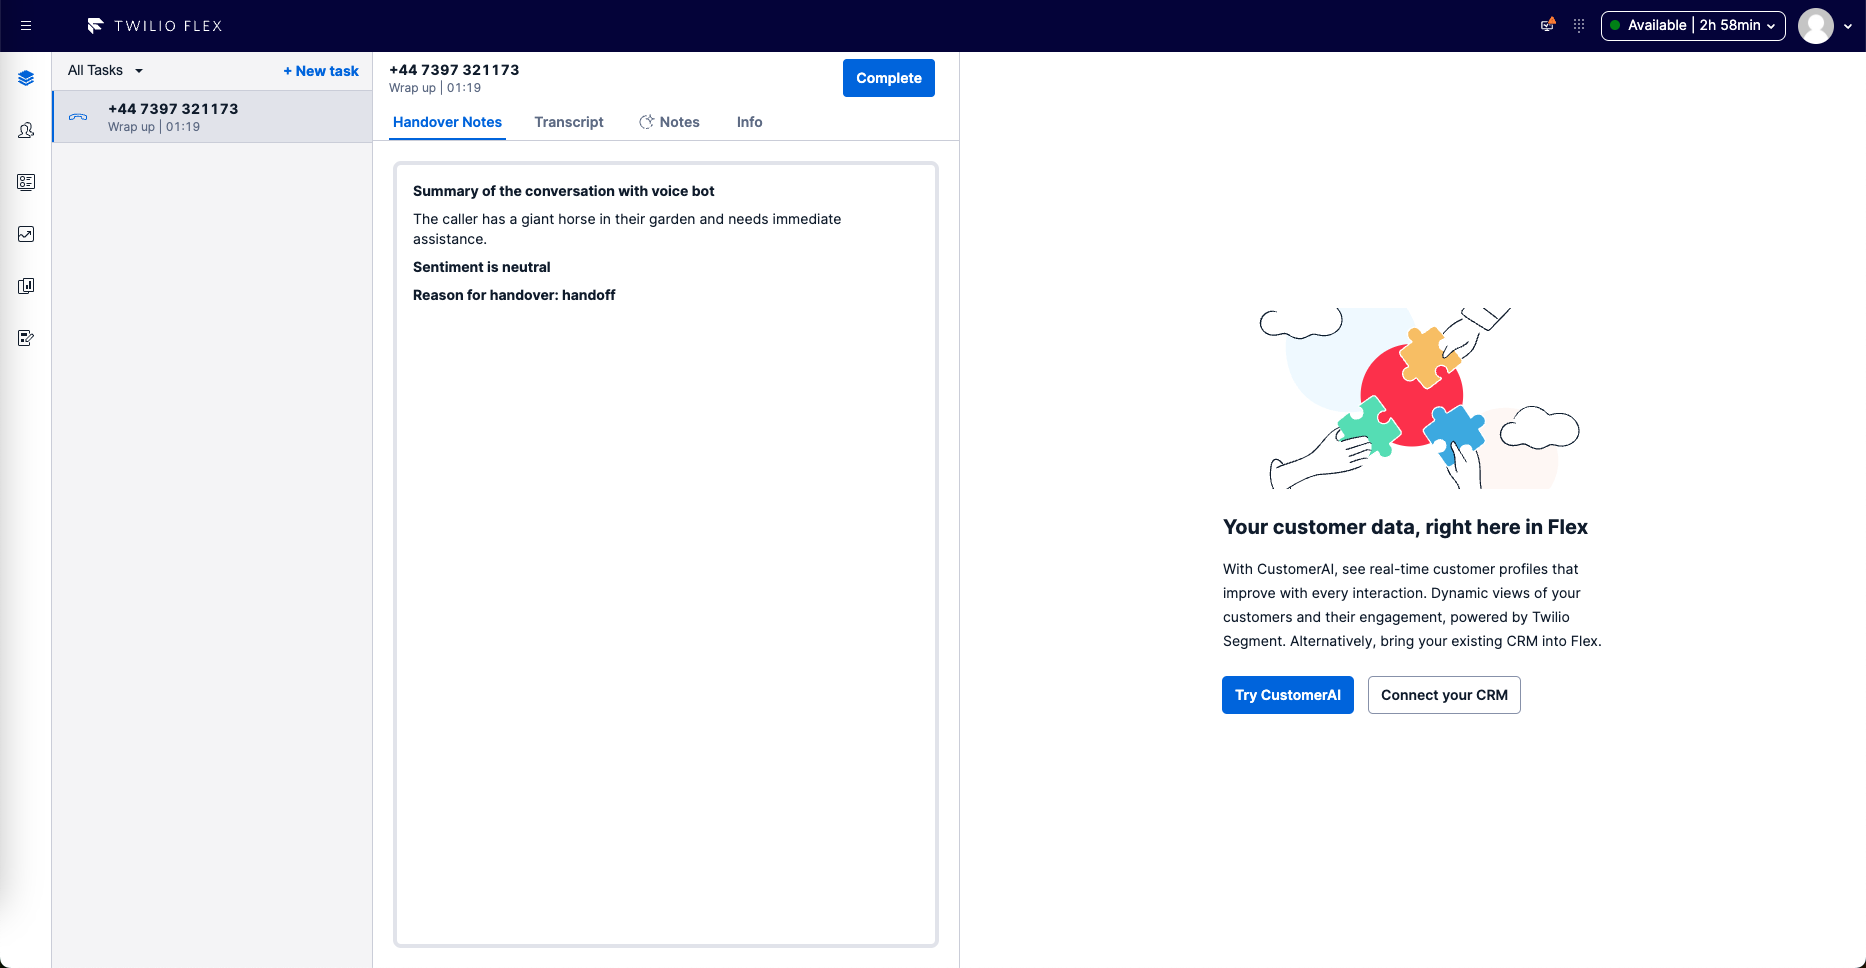 TWILIO FLEX
Available | 2h 58min
All Tasks
+ New task
+44 7397 321173
Wrap up | 01:19
+44 7397 321173
Wrap up | 01:19
Complete
Handover Notes
Transcript
Notes
Info
Summary of the conversation with voice bot
The caller has a giant horse in their garden and needs immediate
assistance.
Sentiment is neutral
Reason for handover: handoff
Your customer data, right here in Flex
With CustomerAI, see real-time customer profiles that
improve with every interaction. Dynamic views of your
customers and their engagement, powered by Twilio
Segment. Alternatively, bring your existing CRM into Flex.
Try CustomerAI
Connect your CRM